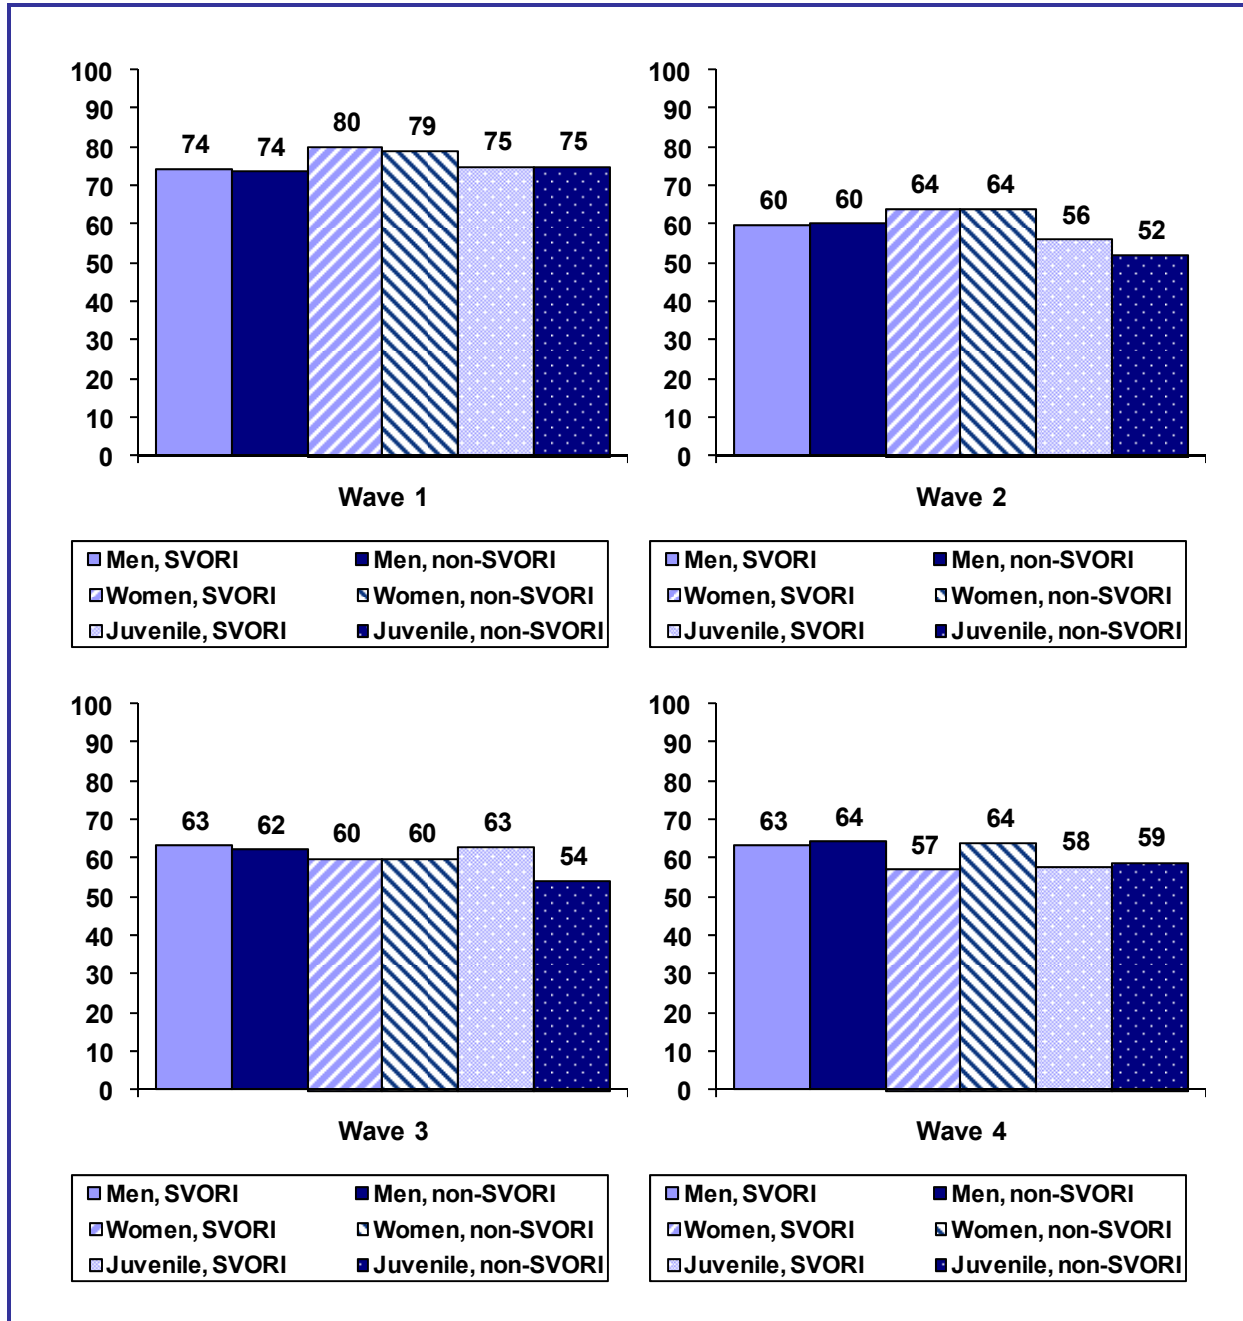 100
90
80
70
60
50
40
30
20
10
0
74 74 80 79 75 75
Wave 1
Men, SVORI Men, non-SVORI
Women, SVORI Women, non-SVORI
Juvenile, SVORI Juvenile, non-SVORI
100
90
80
70
60
50
40
30
20
10
0
60 60 64 64 56 52
Wave 2
Men, SVORI Men, non-SVORI
Women, SVORI Women, non-SVORI
Juvenile, SVORI Juvenile, non-SVORI
100
90
80
70
60
50
40
30
20
10
0
63 62 60 60 63 54
Wave 3
Men, SVORI Men, non-SVORI
Women, SVORI Women, non-SVORI
Juvenile, SVORI Juvenile, non-SVORI
100
90
80
70
60
50
40
30
20
10
0
63 64 57 64 58 59
Wave 4
Men, SVORI Men, non-SVORI
Women, SVORI Women, non-SVORI
Juvenile, SVORI Juvenile, non-SVORI